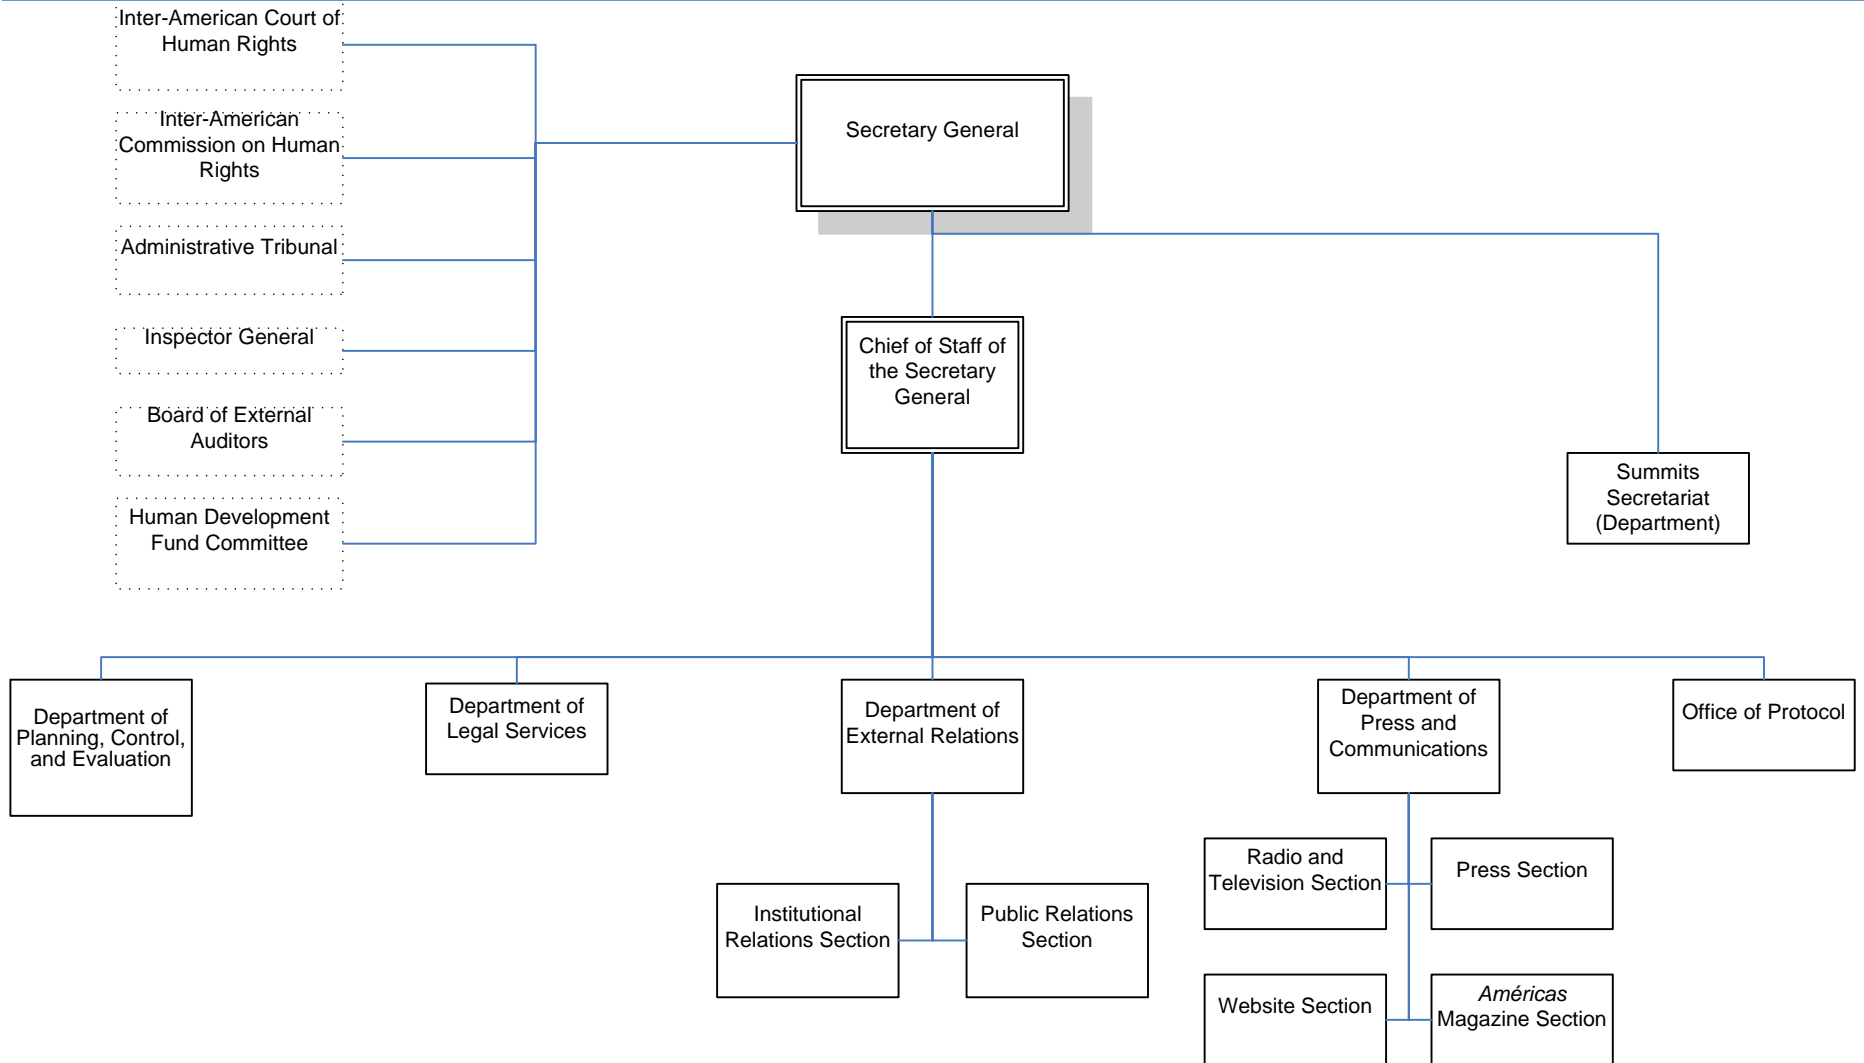 Inter-American Court of
Human Rights
Inter-American
Commission on Human
Rights
Administrative Tribunal
Inspector General
Board of External
Auditors
Human Development
Fund Committee
Secretary General
Chief of Staff of
the Secretary
General
Summits
Secretariat
(Department)
Department of
Planning, Control,
and Evaluation
Department of
Legal Services
Department of
External Relations
Department of
Press and
Communications
Office of Protocol
Institutional
Relations Section
Public Relations
Section
Radio and
Television Section
Press Section
Website Section
Américas
Magazine Section